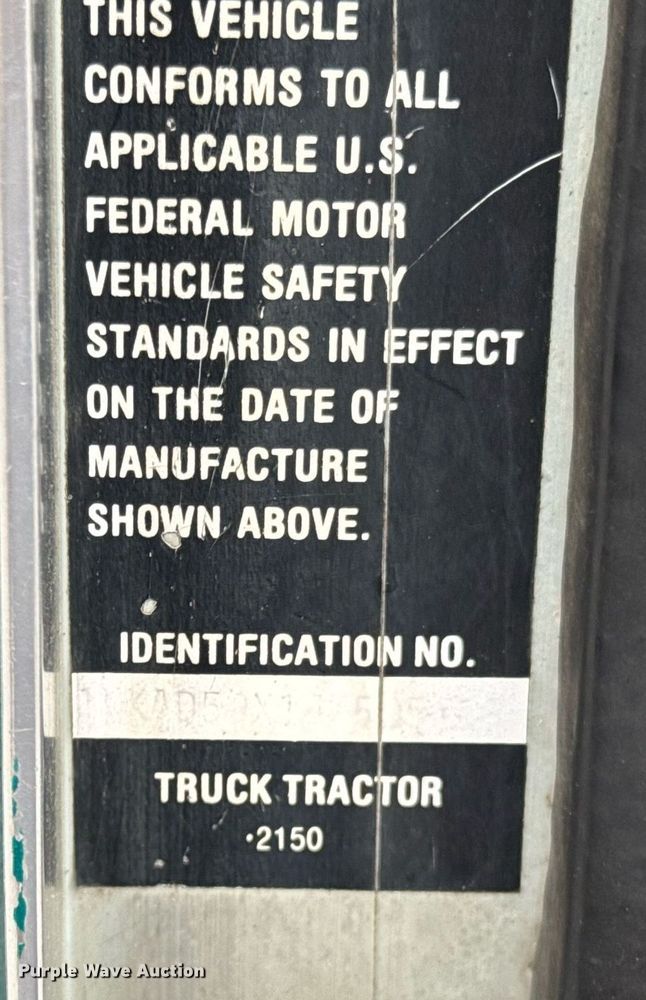 THIS VEHICLE
CONFORMS TO ALL
APPLICABLE U.S.
FEDERAL MOTOR
VEHICLE SAFETY
STANDARDS IN EFFECT
ON THE DATE OF
MANUFACTURE
SHOWN ABOVE.
IDENTIFICATION NO.
TRUCK TRACTOR
•2150
Purple Wave Auction